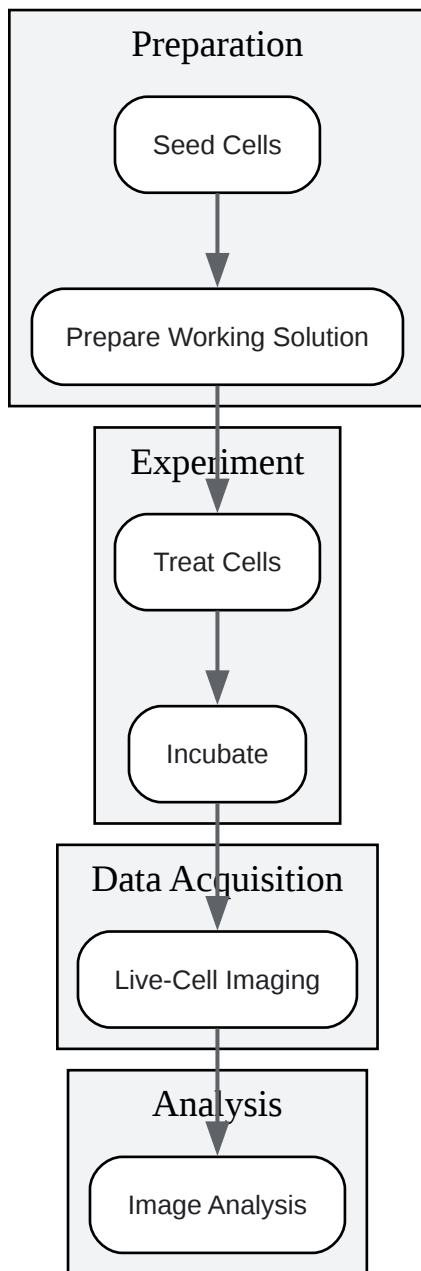 Preparation
Seed Cells
Prepare Working Solution
Experiment
Treat Cells
Incubate
Data Acquisition
Live-Cell Imaging
Analysis
Image Analysis